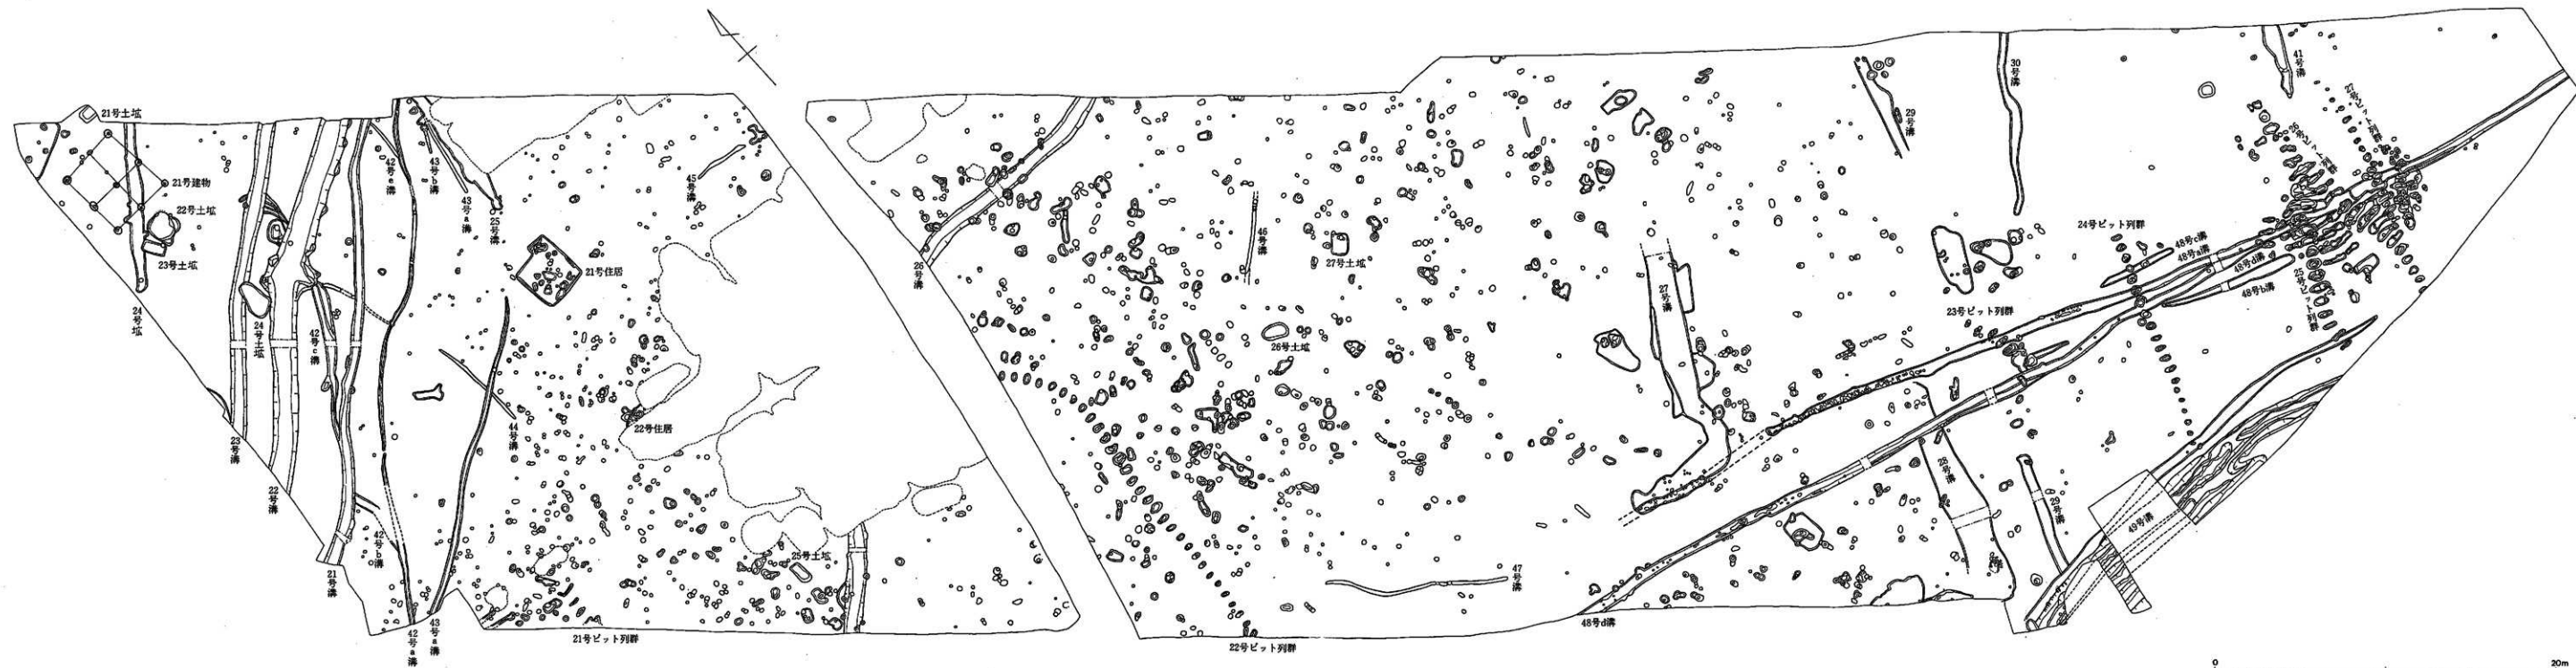 21号土坑
21号建物
22号土坑
23号土坑
24号坑
24号土坑
23号溝
22号溝
21号溝
42号c溝
42号e溝
42号b溝
42号a溝
43号b溝
43号a溝
43号a溝
25号溝
44号溝
45号溝
21号住居
22号住居
25号土坑
21号ピット列群
26号溝
46号溝
27号土坑
26号土坑
22号ピット列群
47号溝
27号溝
48号d溝
28号溝
29号溝
29号溝
30号溝
41号溝
23号ピット列群
24号ピット列群
48号c溝
48号a溝
48号d溝
48号b溝
25号ピット列群
49号溝
0 20m